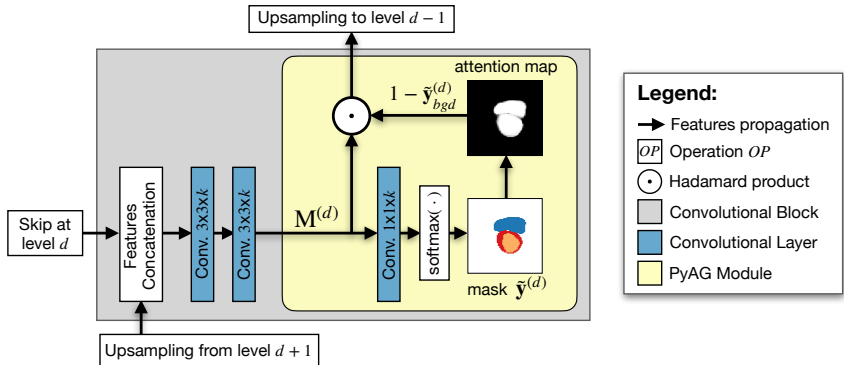 Upsampling to level d − 1
attention map
1 − ỹ_{bgd}^{(d)}
Skip at
level d
Features
Concatenation
Conv. 3x3xk
Conv. 3x3xk
M^{(d)}
Conv. 1x1xk
softmax( · )
mask ỹ^{(d)}
Upsampling from level d + 1
Legend:
Features propagation
OP Operation OP
Hadamard product
Convolutional Block
Convolutional Layer
PyAG Module